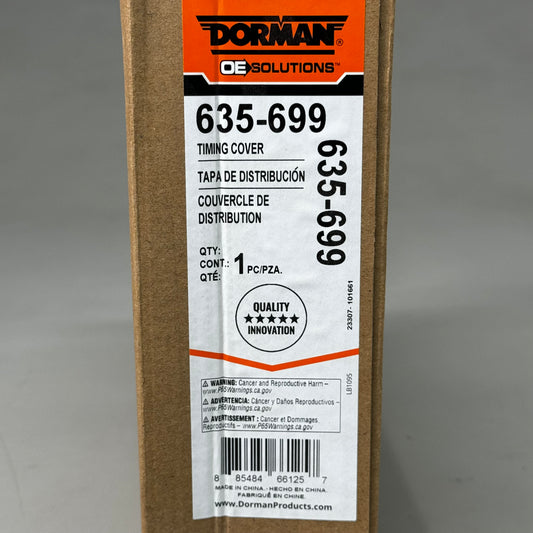 DORMAN®
OE SOLUTIONS™
635-699
TIMING COVER
TAPA DE DISTRIBUCIÓN
COUVERCLE DE
DISTRIBUTION
QTY:
CONT.: 1 PC/PZA.
QTÉ:
635-699
23307- 101661
QUALITY
★★★★★
INNOVATION
LB1095
⚠ WARNING: Cancer and Reproductive Harm –
www.P65Warnings.ca.gov
⚠ ADVERTENCIA: Cáncer y Daños Reproductivos –
www.P65Warnings.ca.gov
⚠ AVERTISSEMENT : Cancer et Dommages
Reproductifs – www.P65Warnings.ca.gov
8 85484 66125 7
MADE IN CHINA. - HECHO EN CHINA.
FABRIQUÉ EN CHINE.
www.DormanProducts.com